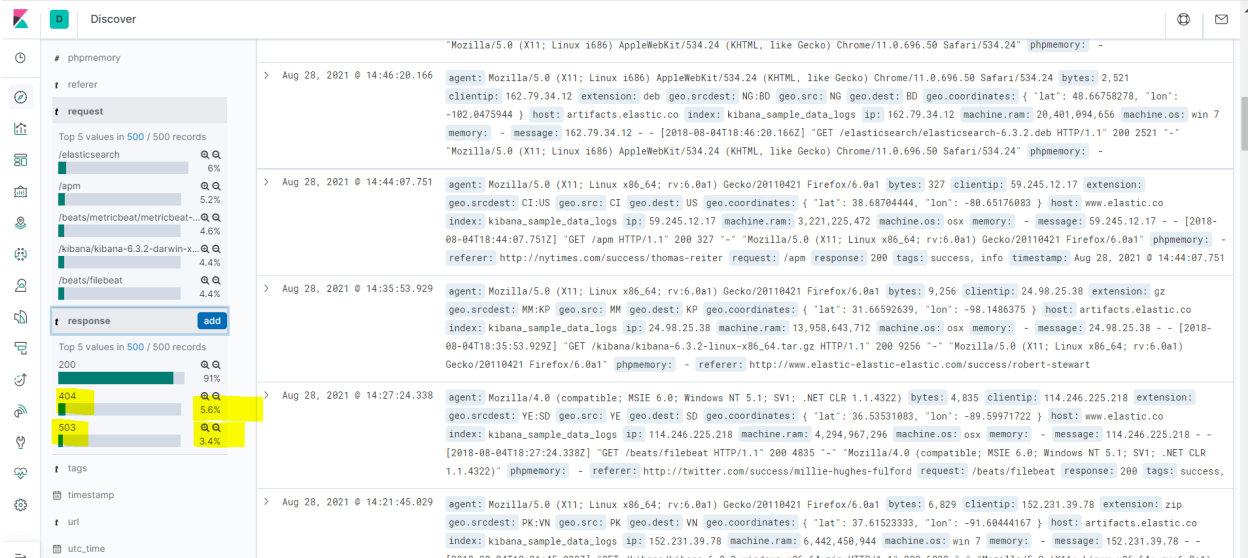 D Discover
# phpmemory
t referer
t request
Top 5 values in 500 / 500 records
/elasticsearch
6%
/apm
5.2%
/beats/metricbeat/metricbeat-...
4.6%
/kibana/kibana-6.3.2-darwin-x...
4.4%
/beats/filebeat
4.4%
t response add
Top 5 values in 500 / 500 records
200
91%
404
5.6%
503
3.4%
t tags
timestamp
t url
utc_time
"Mozilla/5.0 (X11; Linux i686) AppleWebKit/534.24 (KHTML, like Gecko) Chrome/11.0.696.50 Safari/534.24" phpmemory: -
Aug 28, 2021 @ 14:46:20.166 agent: Mozilla/5.0 (X11; Linux i686) AppleWebKit/534.24 (KHTML, like Gecko) Chrome/11.0.696.50 Safari/534.24 bytes: 2,521
clientip: 162.79.34.12 extension: deb geo.srcdest: NG:BD geo.src: NG geo.dest: BD geo.coordinates: { "lat": 48.66758278, "lon":
-102.0475944 } host: artifacts.elastic.co index: kibana_sample_data_logs ip: 162.79.34.12 machine.ram: 20,401,094,656 machine.os: win 7
memory: - message: 162.79.34.12 - - [2018-08-04T18:46:20.166Z] "GET /elasticsearch/elasticsearch-6.3.2.deb HTTP/1.1" 200 2521 "-"
"Mozilla/5.0 (X11; Linux i686) AppleWebKit/534.24 (KHTML, like Gecko) Chrome/11.0.696.50 Safari/534.24" phpmemory: -
Aug 28, 2021 @ 14:44:07.751 agent: Mozilla/5.0 (X11; Linux x86_64; rv:6.0a1) Gecko/20110421 Firefox/6.0a1 bytes: 327 clientip: 59.245.12.17 extension:
geo.srcdest: CI:US geo.src: CI geo.dest: US geo.coordinates: { "lat": 38.68704444, "lon": -80.65176083 } host: www.elastic.co
index: kibana_sample_data_logs ip: 59.245.12.17 machine.ram: 3,221,225,472 machine.os: osx memory: - message: 59.245.12.17 - - [2018-
08-04T18:44:07.751Z] "GET /apm HTTP/1.1" 200 327 "-" "Mozilla/5.0 (X11; Linux x86_64; rv:6.0a1) Gecko/20110421 Firefox/6.0a1" phpmemory: -
referer: http://nytimes.com/success/thomas-reiter request: /apm response: 200 tags: success, info timestamp: Aug 28, 2021 @ 14:44:07.751
Aug 28, 2021 @ 14:35:53.929 agent: Mozilla/5.0 (X11; Linux x86_64; rv:6.0a1) Gecko/20110421 Firefox/6.0a1 bytes: 9,256 clientip: 24.98.25.38 extension: gz
geo.srcdest: MM:KP geo.src: MM geo.dest: KP geo.coordinates: { "lat": 31.66592639, "lon": -98.1486375 } host: artifacts.elastic.co
index: kibana_sample_data_logs ip: 24.98.25.38 machine.ram: 13,958,643,712 machine.os: osx memory: - message: 24.98.25.38 - - [2018-
08-04T18:35:53.929Z] "GET /kibana/kibana-6.3.2-linux-x86_64.tar.gz HTTP/1.1" 200 9256 "-" "Mozilla/5.0 (X11; Linux x86_64; rv:6.0a1)
Gecko/20110421 Firefox/6.0a1" phpmemory: - referer: http://www.elastic-elastic-elastic.com/success/robert-stewart
Aug 28, 2021 @ 14:27:24.338 agent: Mozilla/4.0 (compatible; MSIE 6.0; Windows NT 5.1; SV1; .NET CLR 1.1.4322) bytes: 4,835 clientip: 114.246.225.218 extension:
geo.srcdest: YE:SD geo.src: YE geo.dest: SD geo.coordinates: { "lat": 36.53531083, "lon": -89.59971722 } host: www.elastic.co
index: kibana_sample_data_logs ip: 114.246.225.218 machine.ram: 4,294,967,296 machine.os: osx memory: - message: 114.246.225.218 - -
[2018-08-04T18:27:24.338Z] "GET /beats/filebeat HTTP/1.1" 200 4835 "-" "Mozilla/4.0 (compatible; MSIE 6.0; Windows NT 5.1; SV1; .NET CLR
1.1.4322)" phpmemory: - referer: http://twitter.com/success/millie-hughes-fulford request: /beats/filebeat response: 200 tags: success,
Aug 28, 2021 @ 14:21:45.029 agent: Mozilla/5.0 (X11; Linux x86_64; rv:6.0a1) Gecko/20110421 Firefox/6.0a1 bytes: 6,829 clientip: 152.231.39.78 extension: zip
geo.srcdest: PK:VN geo.src: PK geo.dest: VN geo.coordinates: { "lat": 37.61523333, "lon": -91.60444167 } host: artifacts.elastic.co
index: kibana_sample_data_logs ip: 152.231.39.78 machine.ram: 6,442,450,944 machine.os: win 7 memory: - message: 152.231.39.78 - -